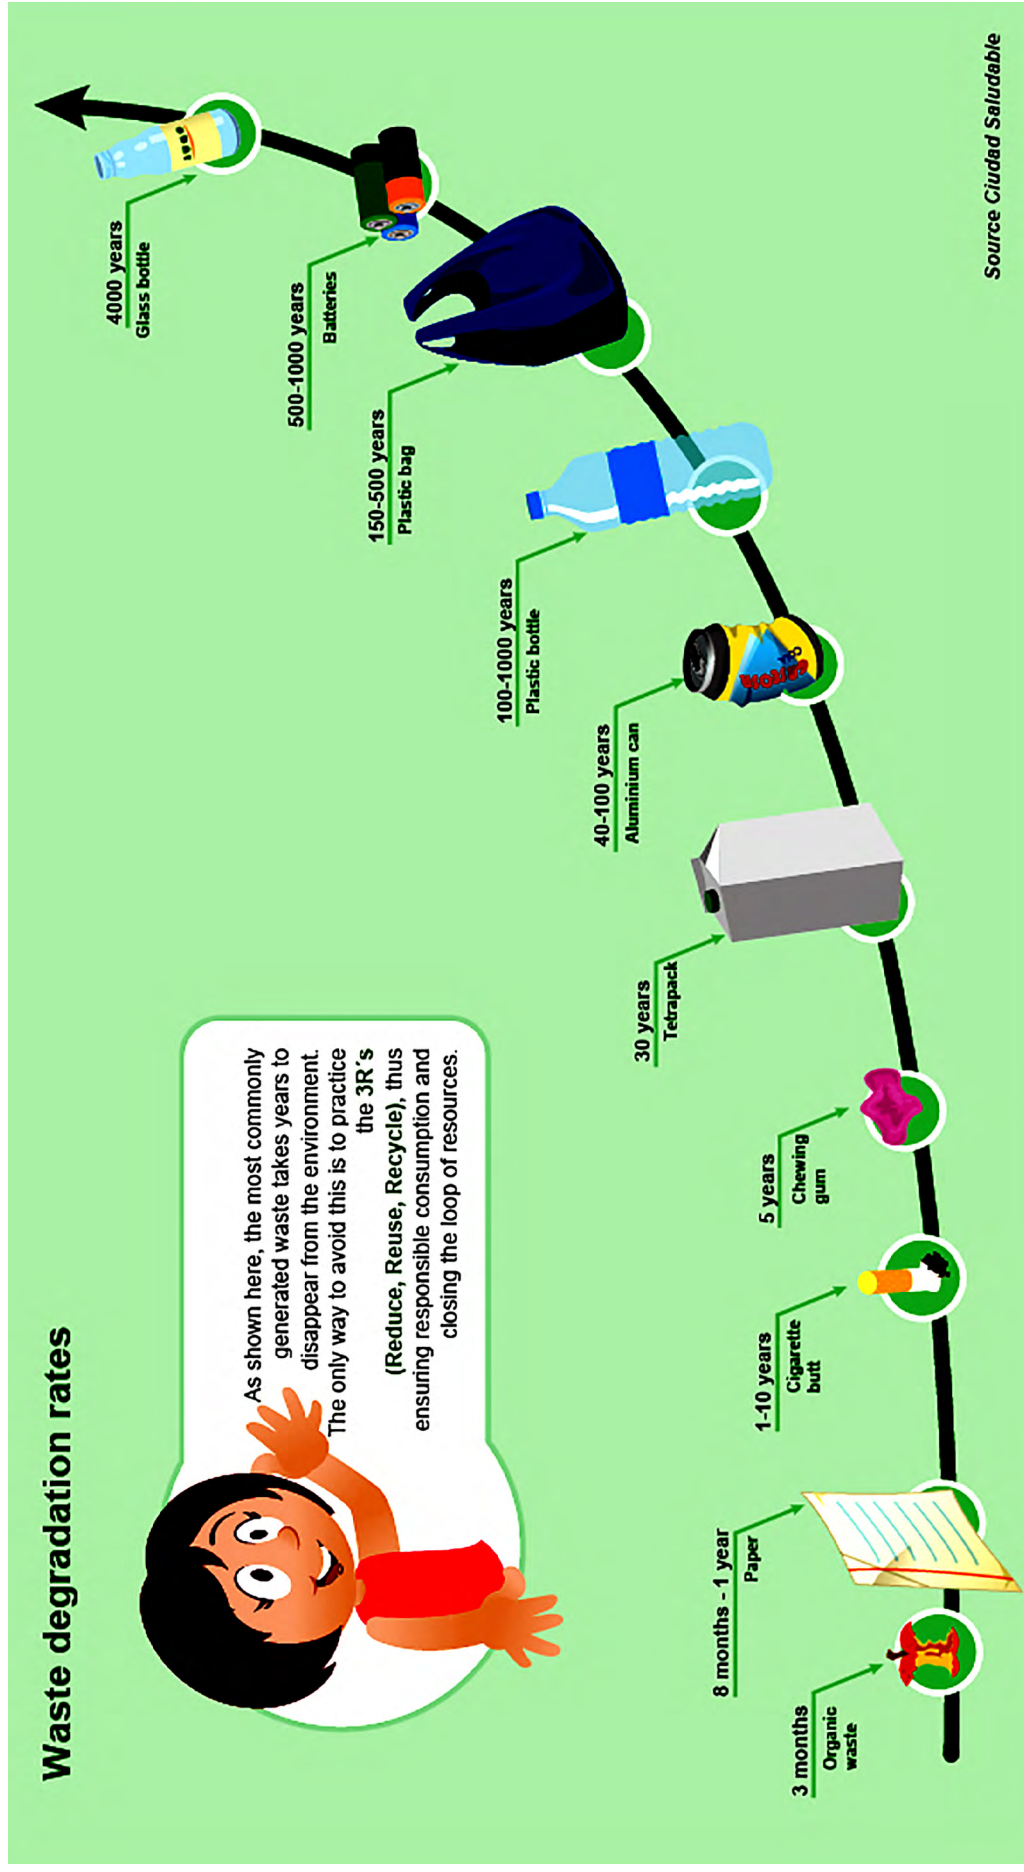 Waste degradation rates
As shown here, the most commonly
generated waste takes years to
disappear from the environment.
The only way to avoid this is to practice
the 3R´s
(Reduce, Reuse, Recycle), thus
ensuring responsible consumption and
closing the loop of resources.
3 months
Organic
waste
8 months - 1 year
Paper
1-10 years
Cigarette
butt
5 years
Chewing
gum
30 years
Tetrapack
40-100 years
Aluminium can
100-1000 years
Plastic bottle
150-500 years
Plastic bag
500-1000 years
Batteries
4000 years
Glass bottle
Source Ciudad Saludable